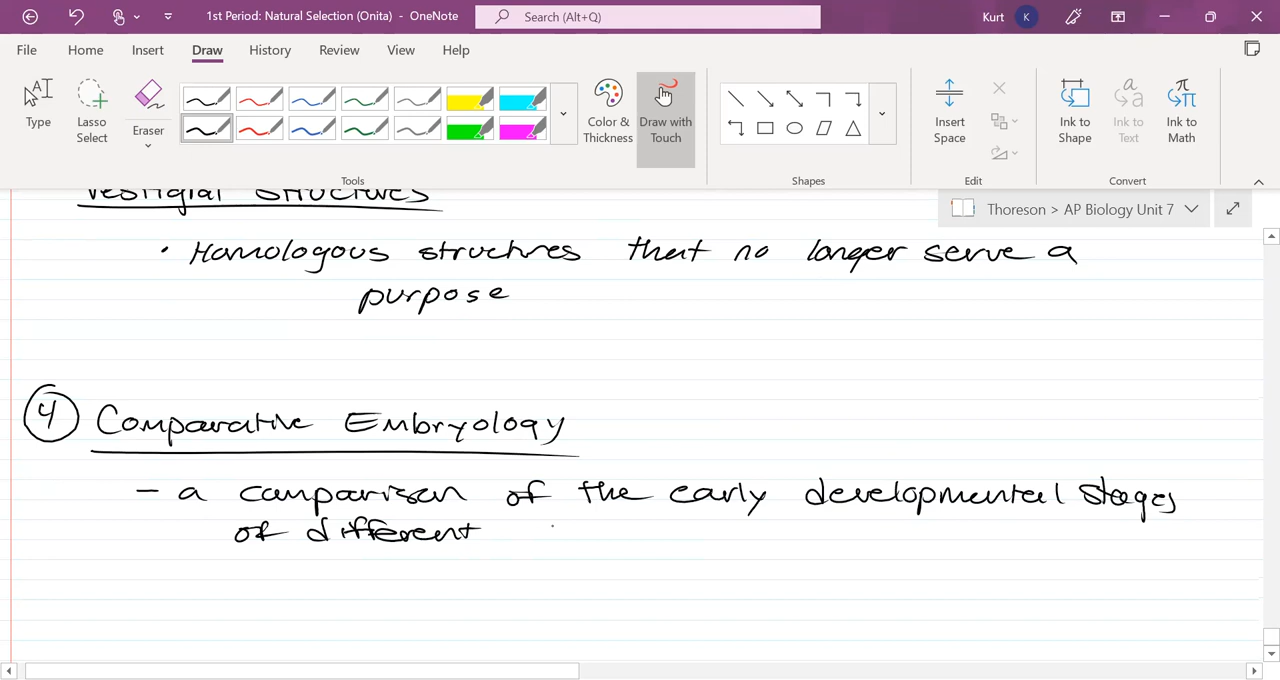 1st Period: Natural Selection (Onita) - OneNote
Search (Alt+Q)
Kurt K
File Home Insert Draw History Review View Help
Type
Lasso Select
Eraser
Color & Thickness
Draw with Touch
Insert Space
Ink to Shape
Ink to Text
Ink to Math
Tools Shapes Edit Convert
Thoreson > AP Biology Unit 7
Vestigial Structures
• Homologous structures that no longer serve a
purpose
4 Comparative Embryology
- a comparison of the early developmental stages
of different